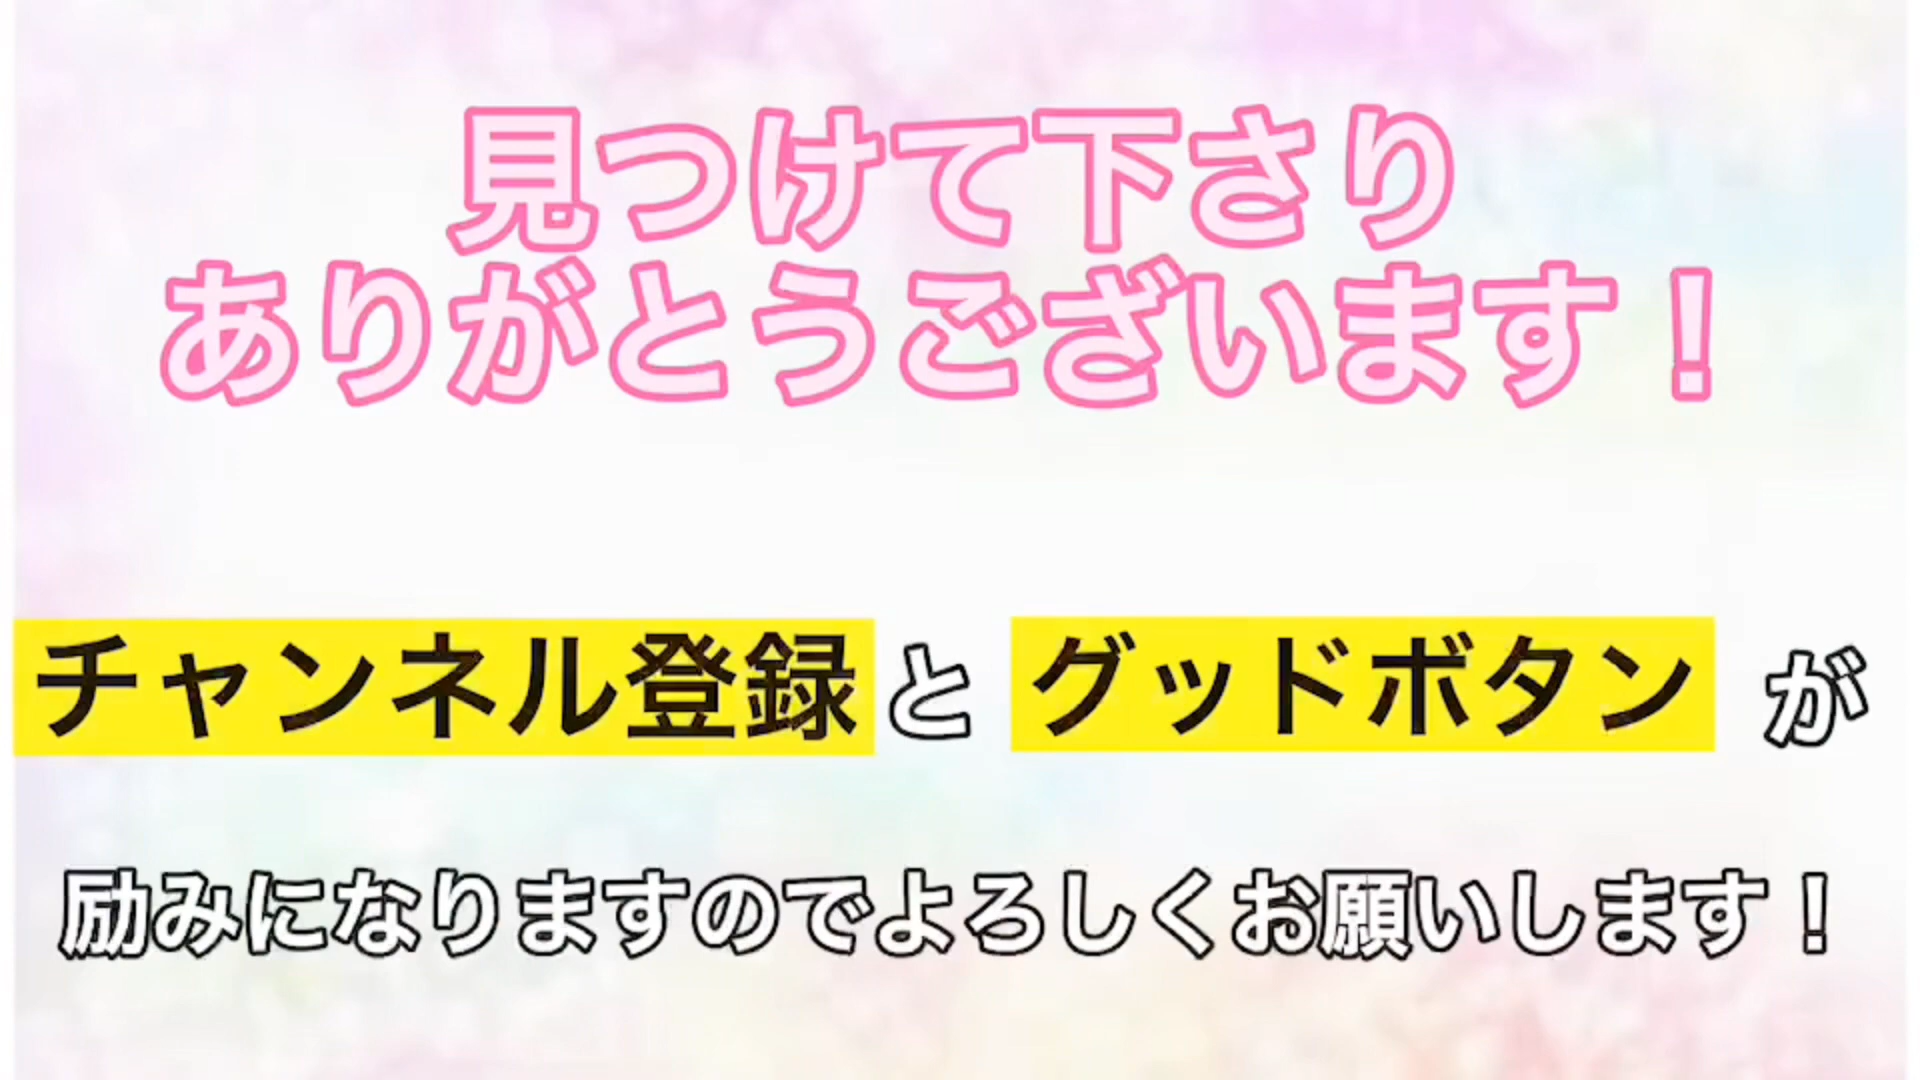 見つけて下さり
ありがとうございます！
チャンネル登録とグッドボタンが
励みになりますのでよろしくお願いします！